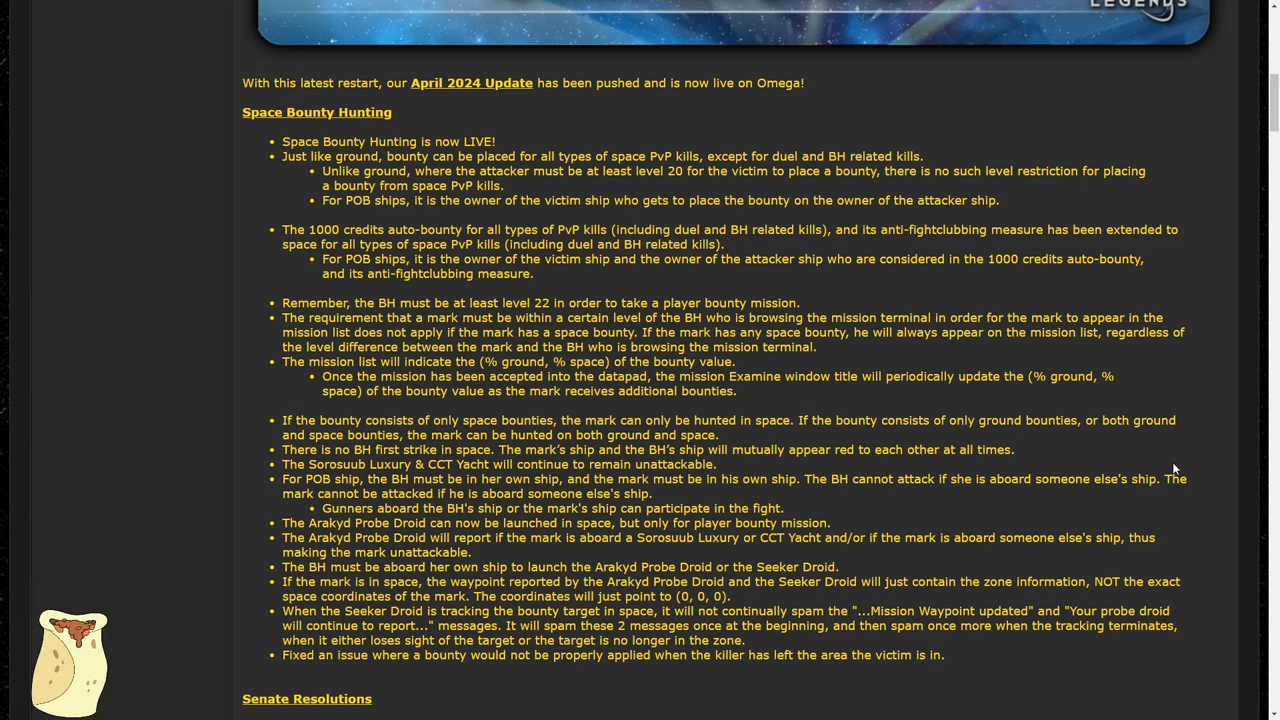 LEGENDS
With this latest restart, our April 2024 Update has been pushed and is now live on Omega!
Space Bounty Hunting
• Space Bounty Hunting is now LIVE!
• Just like ground, bounty can be placed for all types of space PvP kills, except for duel and BH related kills.
• Unlike ground, where the attacker must be at least level 20 for the victim to place a bounty, there is no such level restriction for placing
a bounty from space PvP kills.
• For POB ships, it is the owner of the victim ship who gets to place the bounty on the owner of the attacker ship.
• The 1000 credits auto-bounty for all types of PvP kills (including duel and BH related kills), and its anti-fightclubbing measure has been extended to
space for all types of space PvP kills (including duel and BH related kills).
• For POB ships, it is the owner of the victim ship and the owner of the attacker ship who are considered in the 1000 credits auto-bounty,
and its anti-fightclubbing measure.
• Remember, the BH must be at least level 22 in order to take a player bounty mission.
• The requirement that a mark must be within a certain level of the BH who is browsing the mission terminal in order for the mark to appear in the
mission list does not apply if the mark has a space bounty. If the mark has any space bounty, he will always appear on the mission list, regardless of
the level difference between the mark and the BH who is browsing the mission terminal.
• The mission list will indicate the (% ground, % space) of the bounty value.
• Once the mission has been accepted into the datapad, the mission Examine window title will periodically update the (% ground, %
space) of the bounty value as the mark receives additional bounties.
• If the bounty consists of only space bounties, the mark can only be hunted in space. If the bounty consists of only ground bounties, or both ground
and space bounties, the mark can be hunted on both ground and space.
• There is no BH first strike in space. The mark’s ship and the BH’s ship will mutually appear red to each other at all times.
• The Sorosuub Luxury & CCT Yacht will continue to remain unattackable.
• For POB ship, the BH must be in her own ship, and the mark must be in his own ship. The BH cannot attack if she is aboard someone else's ship. The
mark cannot be attacked if he is aboard someone else's ship.
• Gunners aboard the BH's ship or the mark's ship can participate in the fight.
• The Arakyd Probe Droid can now be launched in space, but only for player bounty mission.
• The Arakyd Probe Droid will report if the mark is aboard a Sorosuub Luxury or CCT Yacht and/or if the mark is aboard someone else's ship, thus
making the mark unattackable.
• The BH must be aboard her own ship to launch the Arakyd Probe Droid or the Seeker Droid.
• If the mark is in space, the waypoint reported by the Arakyd Probe Droid and the Seeker Droid will just contain the zone information, NOT the exact
space coordinates of the mark. The coordinates will just point to (0, 0, 0).
• When the Seeker Droid is tracking the bounty target in space, it will not continually spam the "...Mission Waypoint updated" and "Your probe droid
will continue to report..." messages. It will spam these 2 messages once at the beginning, and then spam once more when the tracking terminates,
when it either loses sight of the target or the target is no longer in the zone.
• Fixed an issue where a bounty would not be properly applied when the killer has left the area the victim is in.
Senate Resolutions